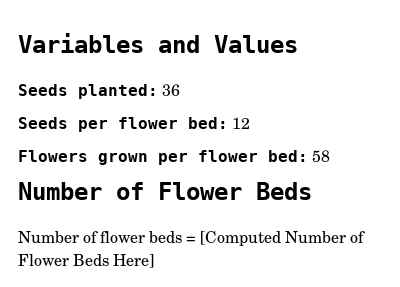 Variables and Values
Seeds planted: 36
Seeds per flower bed: 12
Flowers grown per flower bed: 58
Number of Flower Beds
Number of flower beds = [Computed Number of
Flower Beds Here]